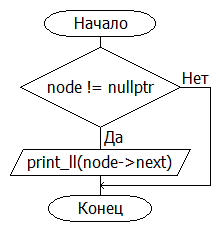 Начало
node != nullptr
Нет
Да
print_ll(node->next)
Конец